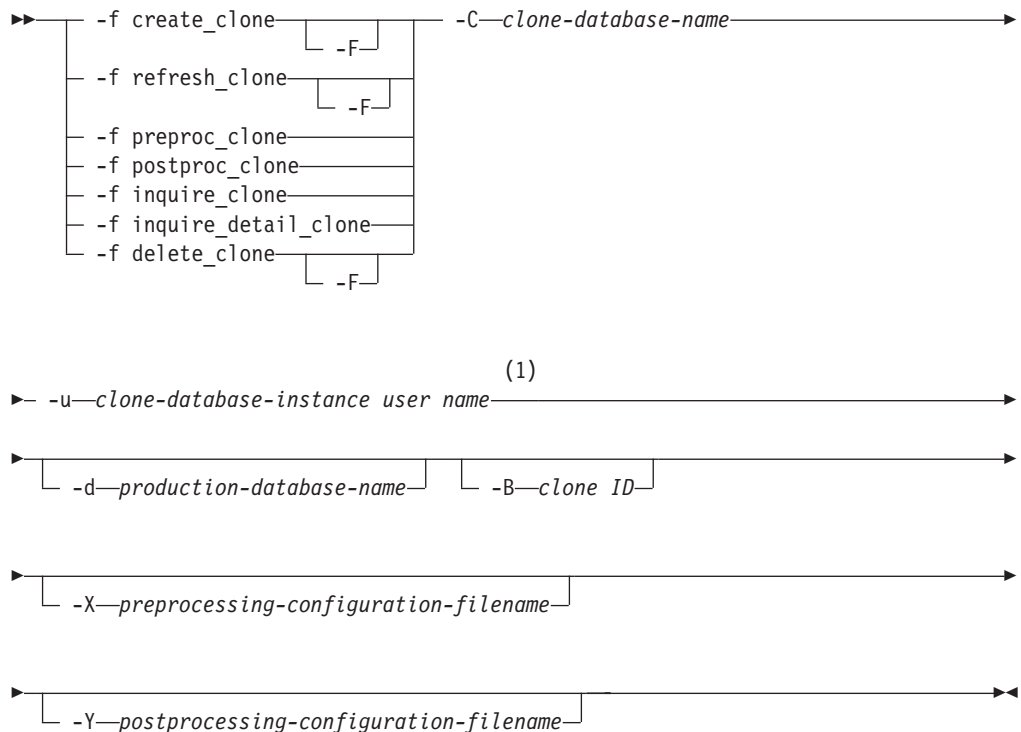 -f create_clone -C clone-database-name
-F
-f refresh_clone
-F
-f preproc_clone
-f postproc_clone
-f inquire_clone
-f inquire_detail_clone
-f delete_clone
-F
(1)
-u clone-database-instance user name
-d production-database-name -B clone ID
-X preprocessing-configuration-filename
-Y postprocessing-configuration-filename